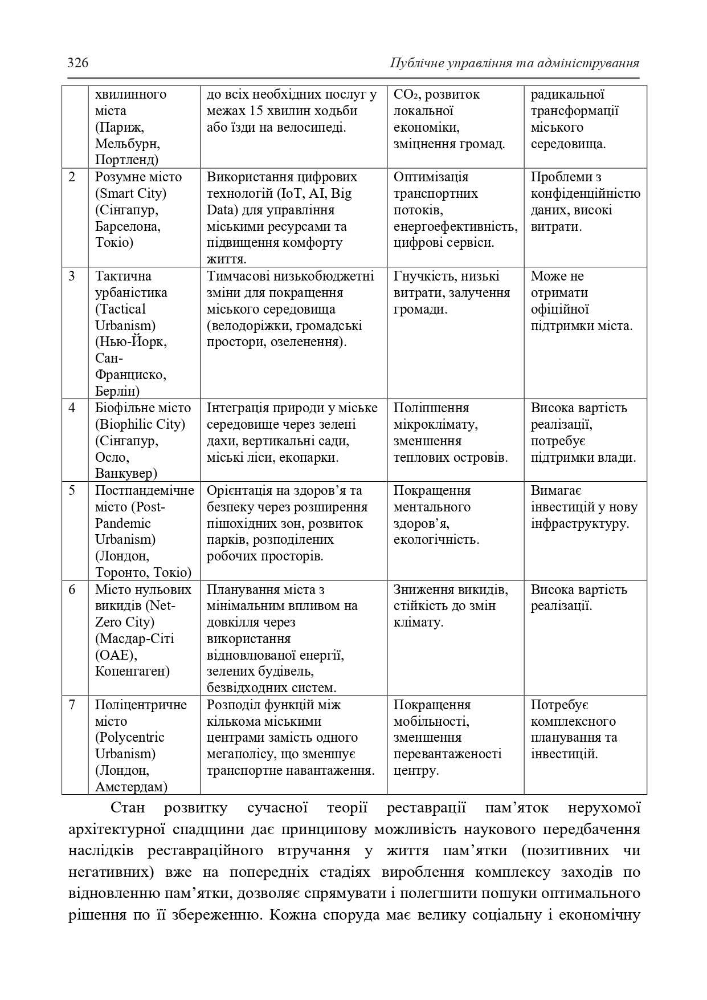 326
Публічне управління та адміністрування
хвилинного
міста
(Париж,
Мельбурн,
Портленд)
до всіх необхідних послуг у
межах 15 хвилин ходьби
або їзди на велосипеді.
CO₂, розвиток
локальної
економіки,
зміцнення громад.
радикальної
трансформації
міського
середовища.
2
Розумне місто
(Smart City)
(Сінгапур,
Барселона,
Токіо)
Використання цифрових
технологій (IoT, AI, Big
Data) для управління
міськими ресурсами та
підвищення комфорту
життя.
Оптимізація
транспортних
потоків,
енергоефективність,
цифрові сервіси.
Проблеми з
конфіденційністю
даних, високі
витрати.
3
Тактична
урбаністика
(Tactical
Urbanism)
(Нью-Йорк,
Сан-
Франциско,
Берлін)
Тимчасові низькобюджетні
зміни для покращення
міського середовища
(велодоріжки, громадські
простори, озеленення).
Гнучкість, низькі
витрати, залучення
громади.
Може не
отримати
офіційної
підтримки міста.
4
Біофільне місто
(Biophilic City)
(Сінгапур,
Осло,
Ванкувер)
Інтеграція природи у міське
середовище через зелені
дахи, вертикальні сади,
міські ліси, екопарки.
Поліпшення
мікроклімату,
зменшення
теплових островів.
Висока вартість
реалізації,
потребує
підтримки влади.
5
Постпандемічне
місто (Post-
Pandemic
Urbanism)
(Лондон,
Торонто, Токіо)
Орієнтація на здоров’я та
безпеку через розширення
пішохідних зон, розвиток
парків, розподілених
робочих просторів.
Покращення
ментального
здоров’я,
екологічність.
Вимагає
інвестицій у нову
інфраструктуру.
6
Місто нульових
викидів (Net-
Zero City)
(Масдар-Сіті
(ОАЕ),
Копенгаген)
Планування міста з
мінімальним впливом на
довкілля через
використання
відновлюваної енергії,
зелених будівель,
безвідходних систем.
Зниження викидів,
стійкість до змін
клімату.
Висока вартість
реалізації.
7
Поліцентричне
місто
(Polycentric
Urbanism)
(Лондон,
Амстердам)
Розподіл функцій між
кількома міськими
центрами замість одного
мегаполісу, що зменшує
транспортне навантаження.
Покращення
мобільності,
зменшення
перевантаженості
центру.
Потребує
комплексного
планування та
інвестицій.
Стан розвитку сучасної теорії реставрації пам’яток нерухомої
архітектурної спадщини дає принципову можливість наукового передбачення
наслідків реставраційного втручання у життя пам’ятки (позитивних чи
негативних) вже на попередніх стадіях вироблення комплексу заходів по
відновленню пам’ятки, дозволяє спрямувати і полегшити пошуки оптимального
рішення по її збереженню. Кожна споруда має велику соціальну і економічну